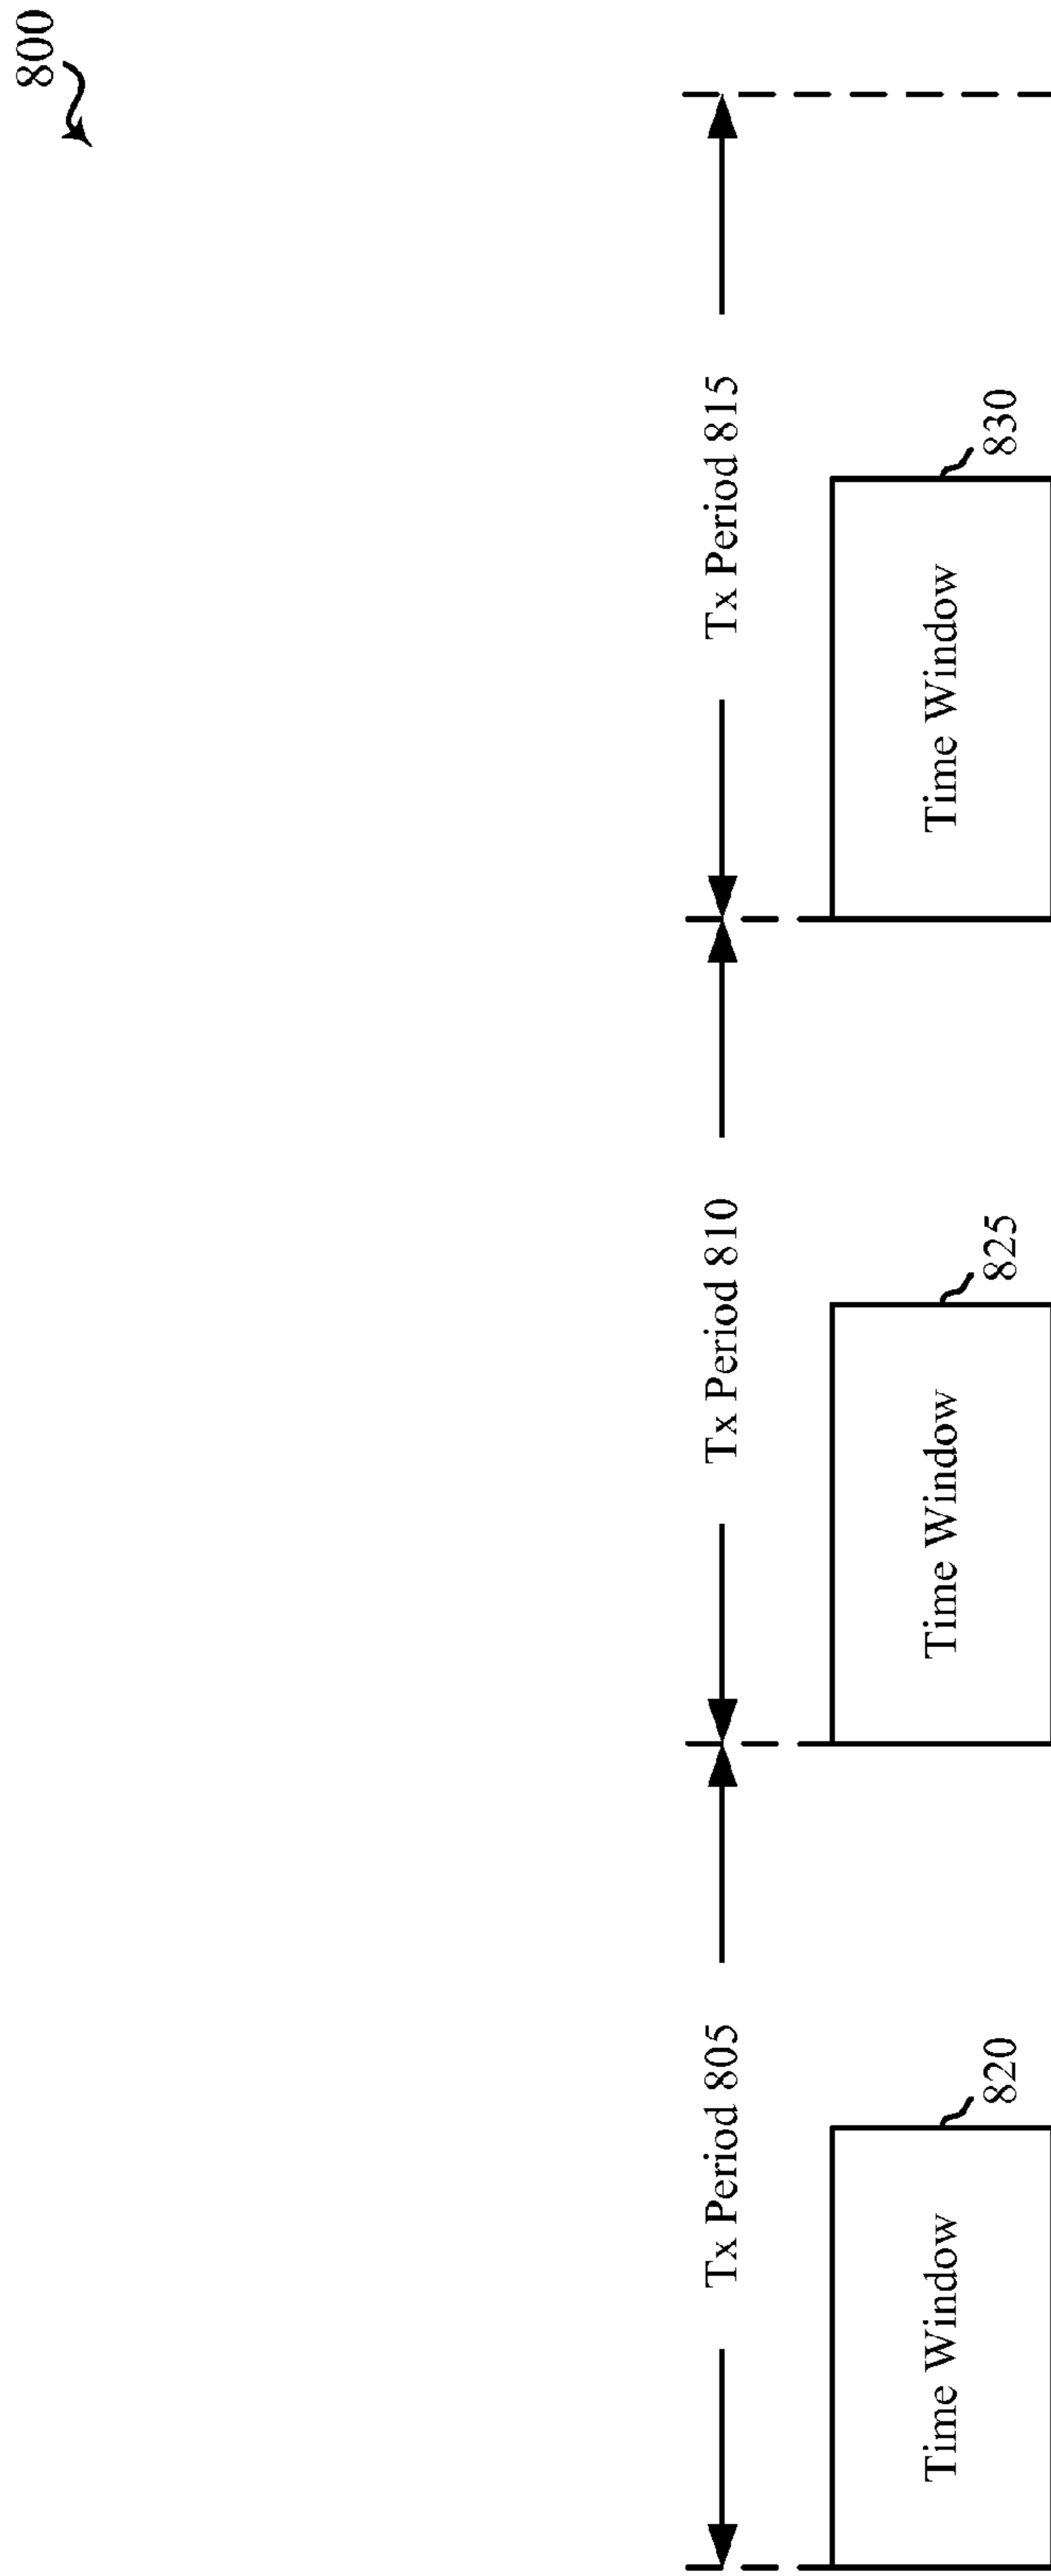 800
Tx Period 805
Tx Period 810
Tx Period 815
Time Window
820
Time Window
825
Time Window
830